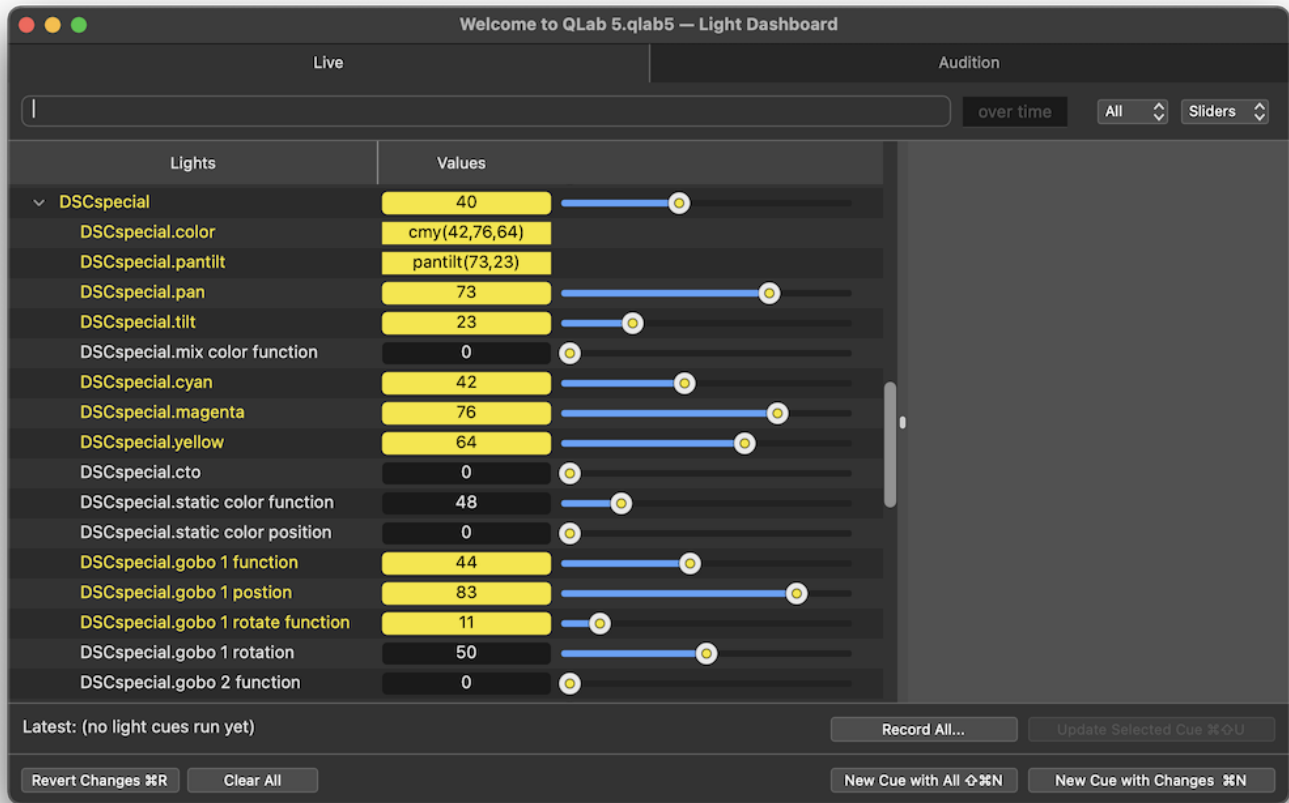 Welcome to QLab 5.qlab5 — Light Dashboard
Live Audition
over time All Sliders
Lights Values
DSCspecial 40
DSCspecial.color cmy(42,76,64)
DSCspecial.pantilt pantilt(73,23)
DSCspecial.pan 73
DSCspecial.tilt 23
DSCspecial.mix color function 0
DSCspecial.cyan 42
DSCspecial.magenta 76
DSCspecial.yellow 64
DSCspecial.cto 0
DSCspecial.static color function 48
DSCspecial.static color position 0
DSCspecial.gobo 1 function 44
DSCspecial.gobo 1 postion 83
DSCspecial.gobo 1 rotate function 11
DSCspecial.gobo 1 rotation 50
DSCspecial.gobo 2 function 0
Latest: (no light cues run yet) Record All... Update Selected Cue ⌘⇧U
Revert Changes ⌘R Clear All New Cue with All ⇧⌘N New Cue with Changes ⌘N